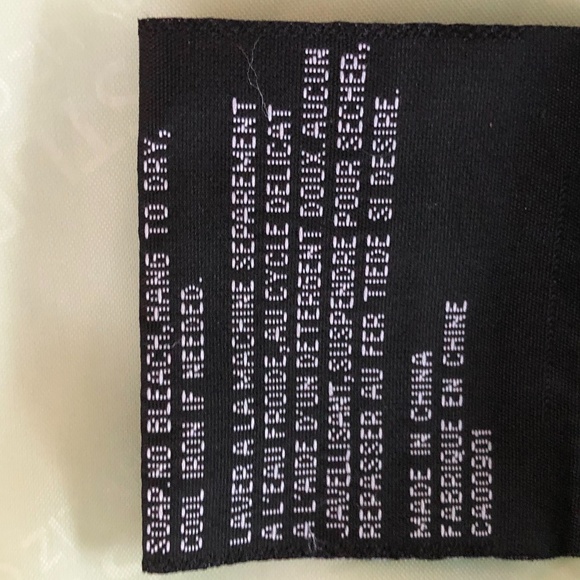 SOAP NO BLEACH,HANG TO DRY,
COOL IRON IF NEEDED.
LAVER A LA MACHINE SEPAREMENT
A L'EAU FROIDE,AU CYCLE DELICAT
A L'AIDE D'UN DETERGENT DOUX.AUCUN
JAVELLISANT,SUSPENDRE POUR SECHER,
REPASSER AU FER TIEDE SI DESIRE.
MADE IN CHINA
FABRIQUE EN CHINE
CA00901